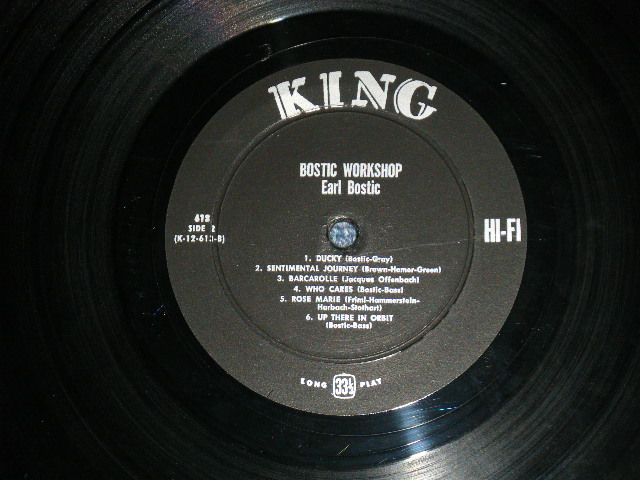 KING
BOSTIC WORKSHOP
Earl Bostic
613
SIDE 2
(K-12-613-B)
HI-FI
1. DUCKY (Bostic-Gray)
2. SENTIMENTAL JOURNEY (Brown-Homer-Green)
3. BARCAROLLE (Jacques Offenbach)
4. WHO CARES (Bostic-Bass)
5. ROSE MARIE (Friml-Hammerstein-
Harbach-Stothart)
6. UP THERE IN ORBIT
(Bostic-Bass)
LONG 33⅓ PLAY